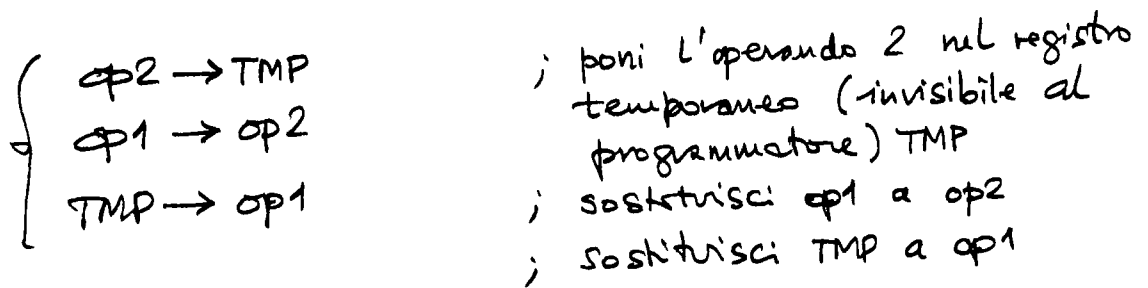 op2 → TMP ; poni l'operando 2 nel registro
temporaneo (invisibile al
op1 → op2 programmatore) TMP
TMP → op1 ; sostituisci op1 a op2
; sostituisci TMP a op1